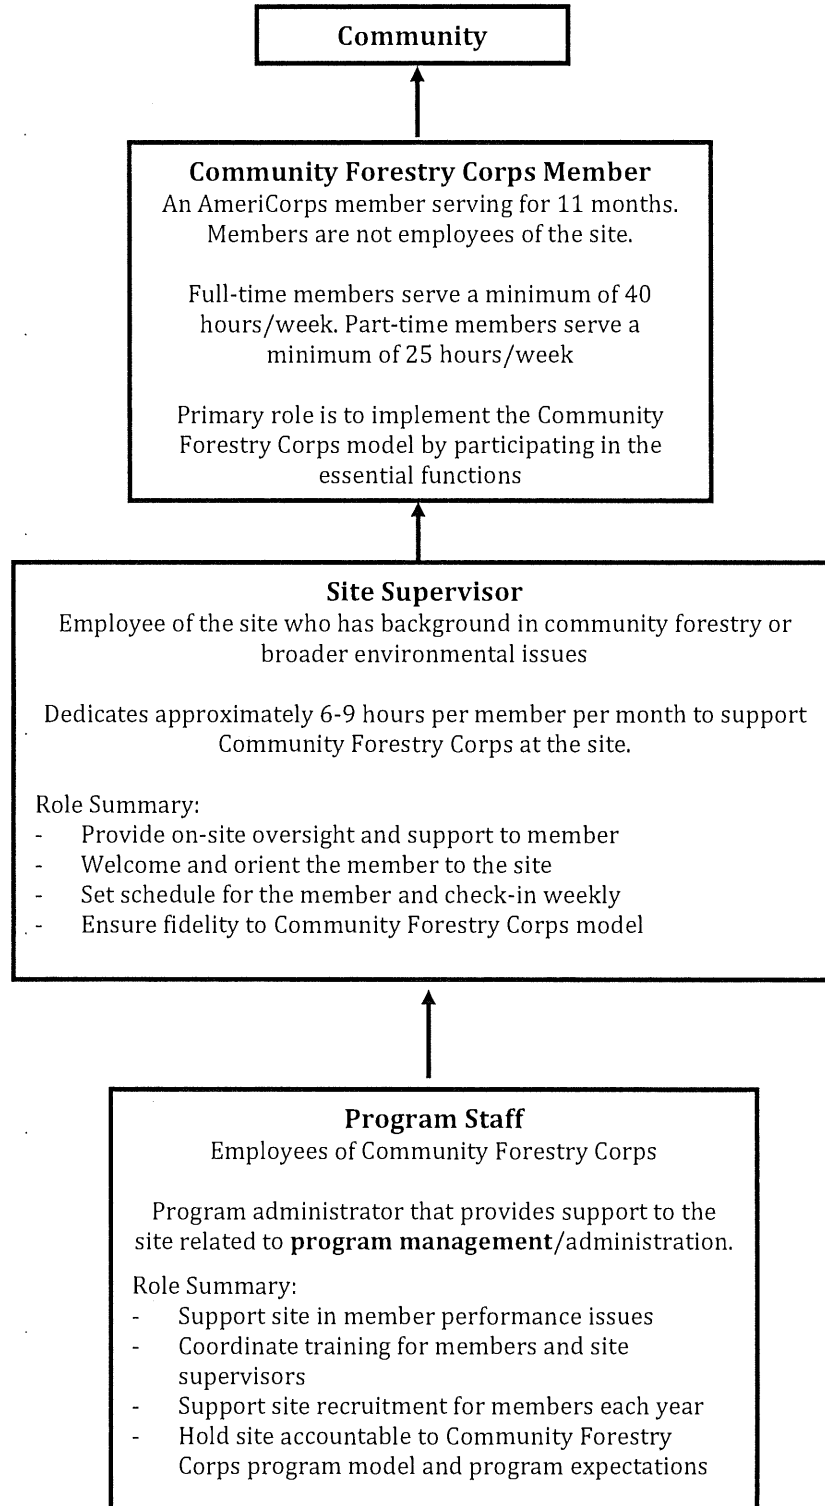 Community
Community Forestry Corps Member
An AmeriCorps member serving for 11 months.
Members are not employees of the site.
Full-time members serve a minimum of 40
hours/week. Part-time members serve a
minimum of 25 hours/week
Primary role is to implement the Community
Forestry Corps model by participating in the
essential functions
Site Supervisor
Employee of the site who has background in community forestry or
broader environmental issues
Dedicates approximately 6-9 hours per member per month to support
Community Forestry Corps at the site.
Role Summary:
- Provide on-site oversight and support to member
- Welcome and orient the member to the site
- Set schedule for the member and check-in weekly
- Ensure fidelity to Community Forestry Corps model
Program Staff
Employees of Community Forestry Corps
Program administrator that provides support to the
site related to program management/administration.
Role Summary:
- Support site in member performance issues
- Coordinate training for members and site
supervisors
- Support site recruitment for members each year
- Hold site accountable to Community Forestry
Corps program model and program expectations